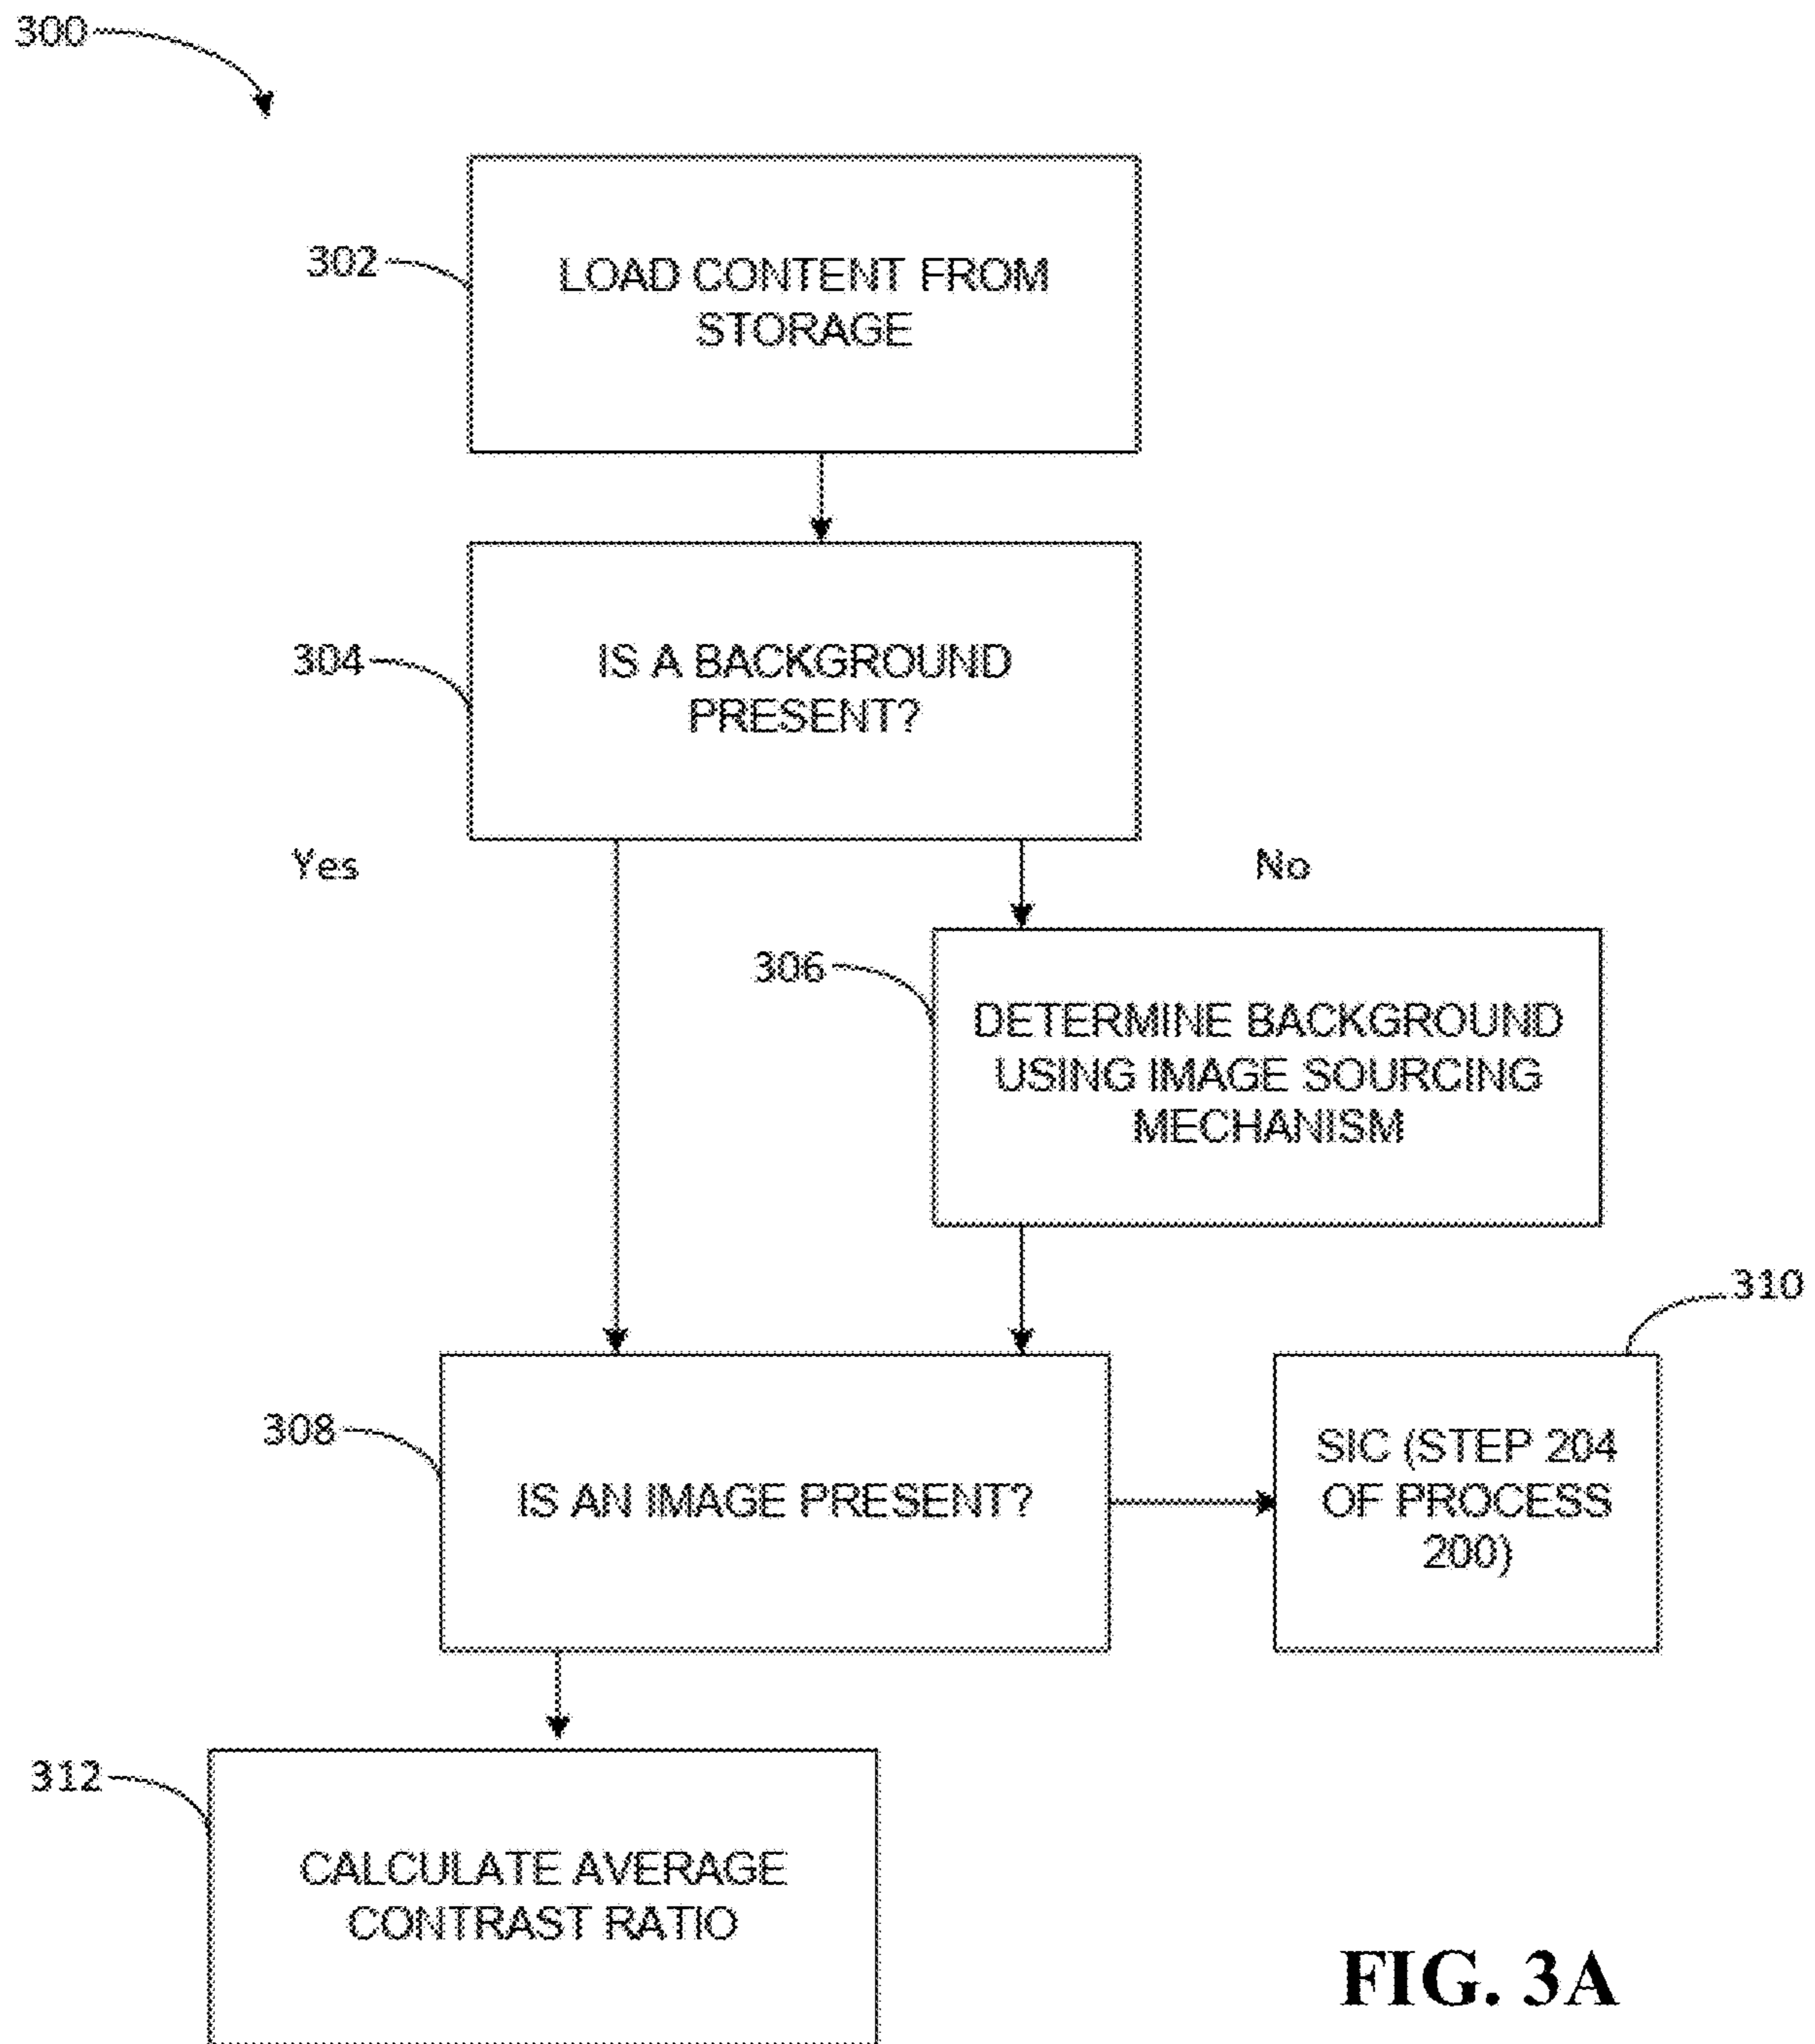 300
302
LOAD CONTENT FROM
STORAGE
304
IS A BACKGROUND
PRESENT?
Yes
No
306
DETERMINE BACKGROUND
USING IMAGE SOURCING
MECHANISM
308
IS AN IMAGE PRESENT?
310
SIC (STEP 204
OF PROCESS
200)
312
CALCULATE AVERAGE
CONTRAST RATIO
FIG. 3A